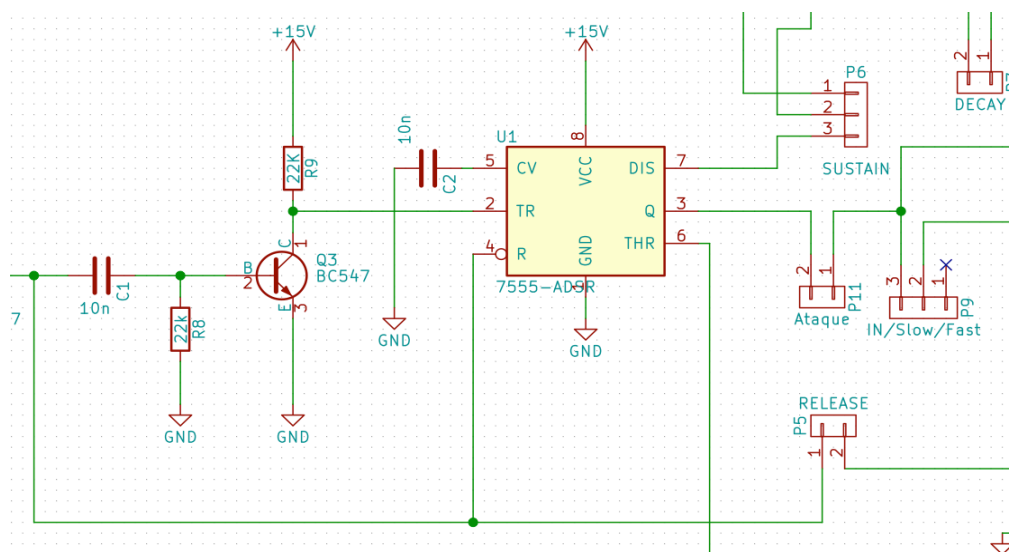 +15V
+15V
P6
1
2
3
SUSTAIN
2
1
DECAY
10n
C2
22K
R9
U1
5
CV
VCC
8
DIS
7
2
TR
Q
3
4
R
GND
THR
6
7555-ADSR
C
1
B
2
Q3
BC547
E
3
10n
C1
7
22k
R8
GND
GND
GND
GND
2
1
P11
Ataque
3
2
1
P9
IN/Slow/Fast
RELEASE
P5
1
2